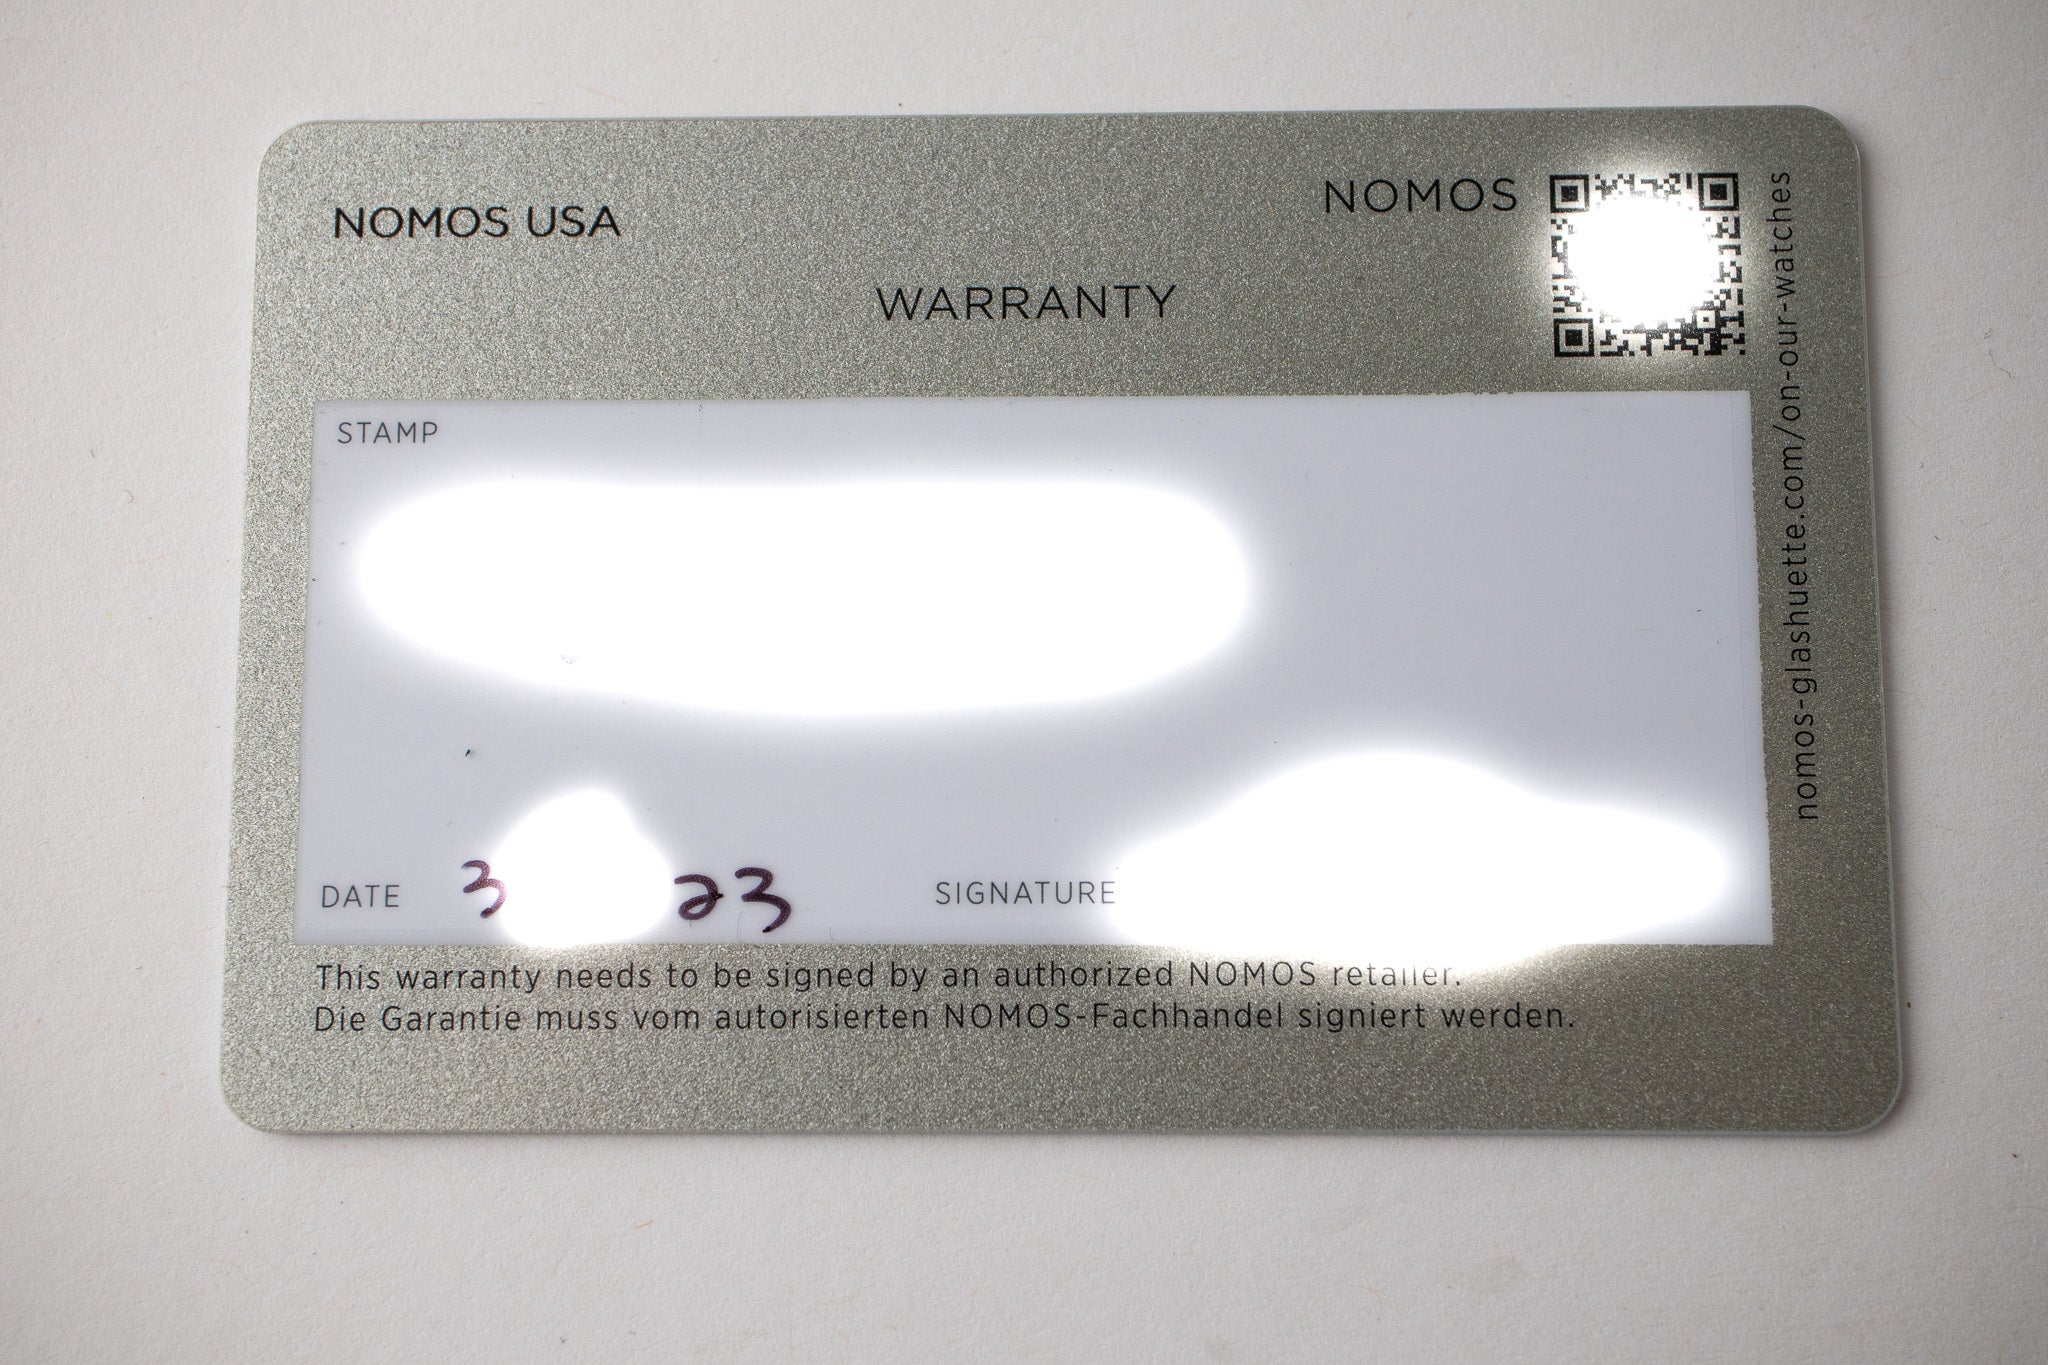 NOMOS USA
NOMOS
WARRANTY
nomos-glashuette.com/on-our-watches
STAMP
DATE 3 23
SIGNATURE
This warranty needs to be signed by an authorized NOMOS retailer.
Die Garantie muss vom autorisierten NOMOS-Fachhandel signiert werden.